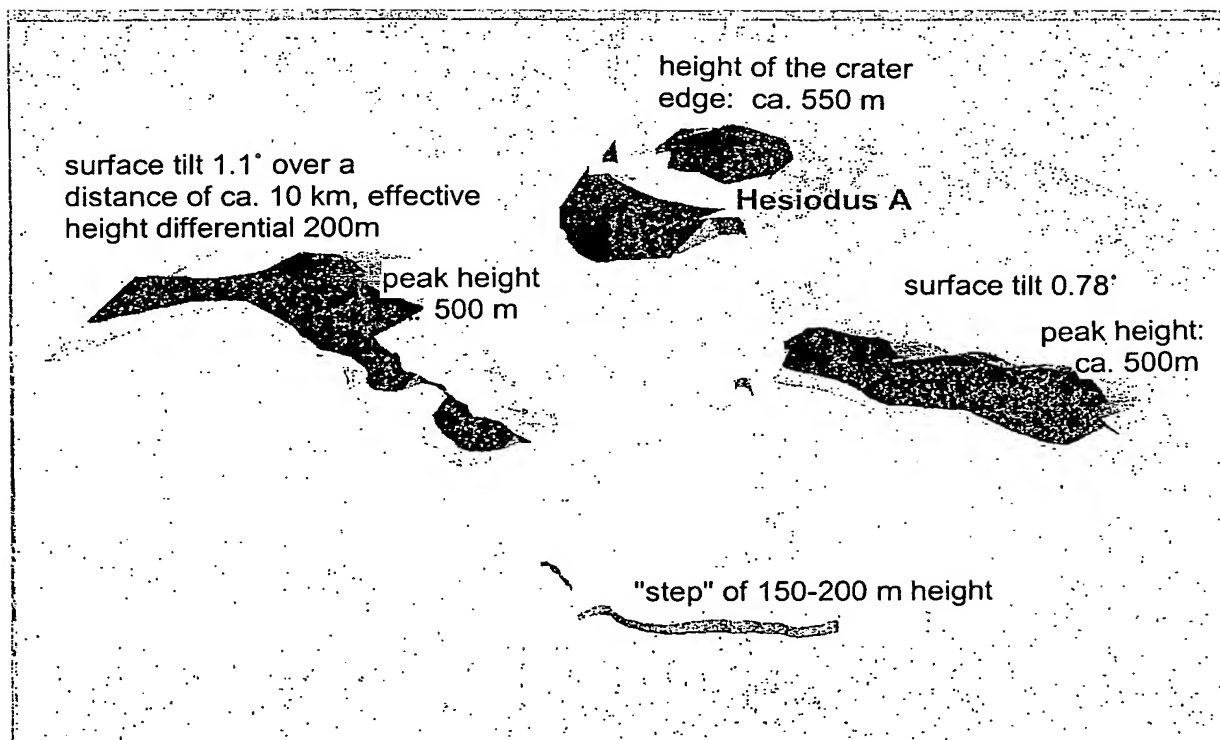 height of the crater
edge: ca. 550 m
surface tilt 1.1° over a
distance of ca. 10 km, effective
height differential 200m
Hesiodus A
peak height
500 m
surface tilt 0.78°
peak height:
ca. 500m
"step" of 150-200 m height